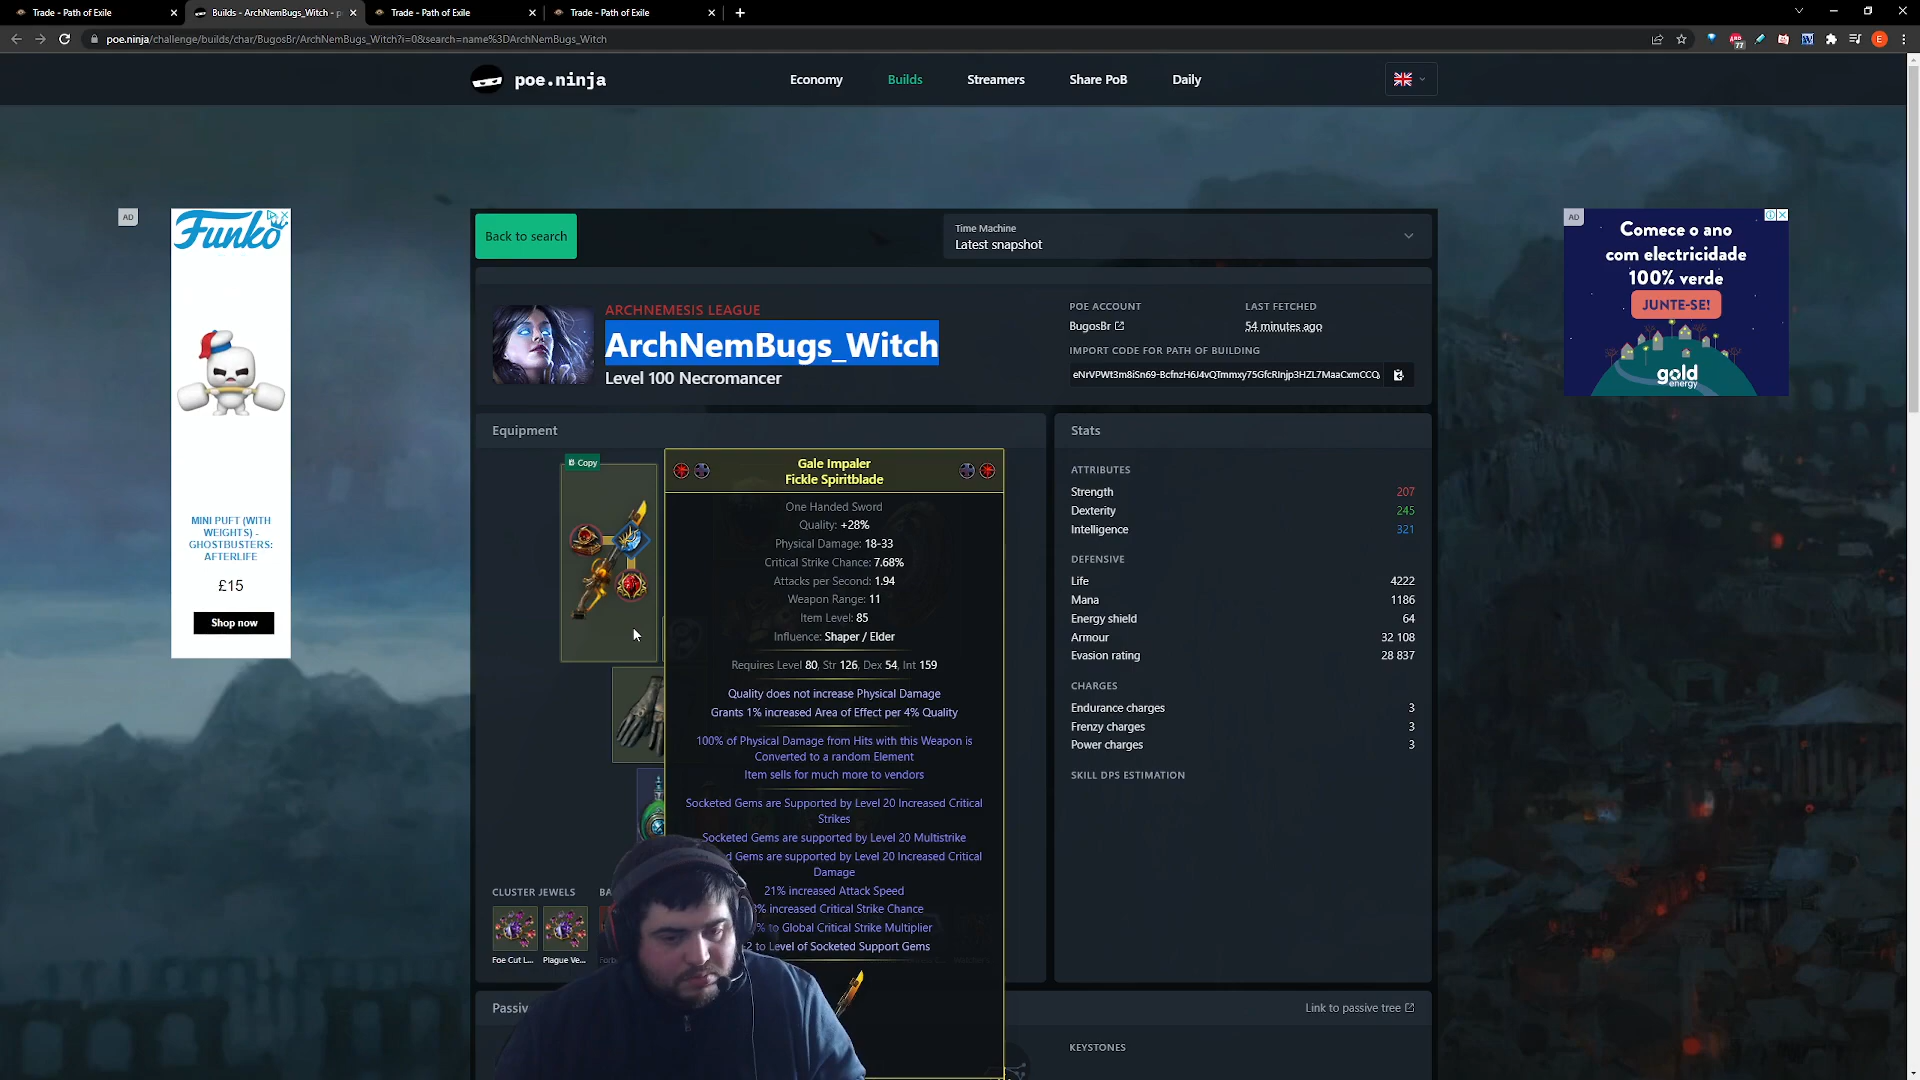 Trade - Path of Exile
Builds - ArchNemBugs_Witch - p
Trade - Path of Exile
Trade - Path of Exile
poe.ninja/challenge/builds/char/BugosBr/ArchNemBugs_Witch?i=0&search=name%3DArchNemBugs_Witch
77
E
poe.ninja
Economy
Builds
Streamers
Share PoB
Daily
AD
Funko
MINI PUFT (WITH
WEIGHTS) -
GHOSTBUSTERS:
AFTERLIFE
£15
Shop now
Back to search
Time Machine
Latest snapshot
ARCHNEMESIS LEAGUE
ArchNemBugs_Witch
Level 100 Necromancer
POE ACCOUNT
BugosBr
LAST FETCHED
54 minutes ago
IMPORT CODE FOR PATH OF BUILDING
AD
Comece o ano
com electricidade
100% verde
JUNTE-SE!
gold
energy
Equipment
Copy
Gale Impaler
Fickle Spiritblade
One Handed Sword
Quality: +28%
Physical Damage: 18-33
Critical Strike Chance: 7.68%
Attacks per Second: 1.94
Weapon Range: 11
Item Level: 85
Influence: Shaper / Elder
Requires Level 80, Str 126, Dex 54, Int 159
Quality does not increase Physical Damage
Grants 1% increased Area of Effect per 4% Quality
100% of Physical Damage from Hits with this Weapon is
Converted to a random Element
Item sells for much more to vendors
Socketed Gems are Supported by Level 20 Increased Critical
Strikes
Socketed Gems are supported by Level 20 Multistrike
d Gems are supported by Level 20 Increased Critical
Damage
21% increased Attack Speed
% increased Critical Strike Chance
% to Global Critical Strike Multiplier
2 to Level of Socketed Support Gems
CLUSTER JEWELS
BA
Foe Cut L...
Plague Ve...
Forb
Stats
ATTRIBUTES
Strength 207
Dexterity 245
Intelligence 321
DEFENSIVE
Life 4222
Mana 1186
Energy shield 64
Armour 32 108
Evasion rating 28 837
CHARGES
Endurance charges 3
Frenzy charges 3
Power charges 3
SKILL DPS ESTIMATION
Passiv
Link to passive tree
KEYSTONES